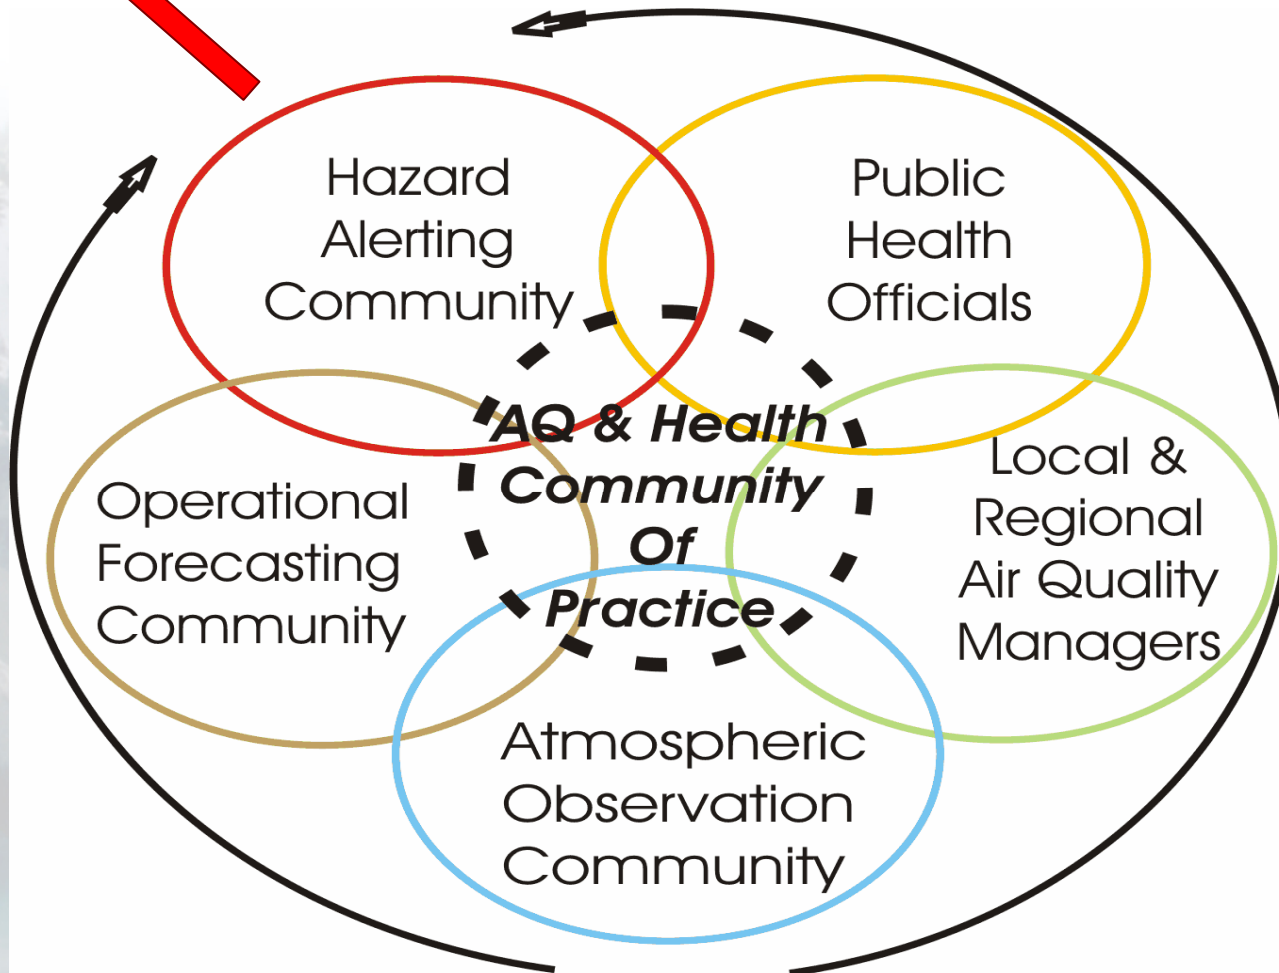 Hazard
Alerting
Community
Public
Health
Officials
AQ & Health
Community
Of
Practice
Operational
Forecasting
Community
Local &
Regional
Air Quality
Managers
Atmospheric
Observation
Community